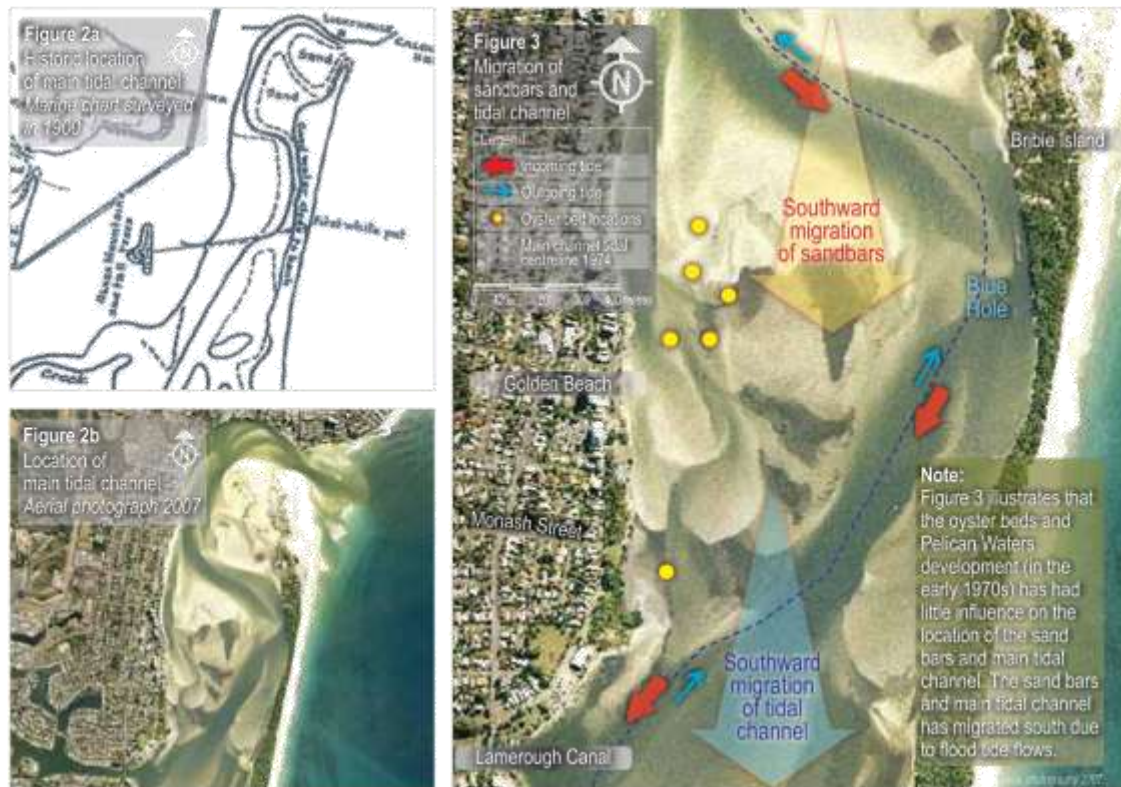 Figure 2a
Historic location
of main tidal channel
Marine chart surveyed
in 1900
Sand
Sand
Creek
Figure 2b
Location of
main tidal channel
Aerial photograph 2007
Figure 3
Migration of
sandbars and
tidal channel
N
Legend
Incoming tide
Outgoing tide
Oyster bed locations
Main channel tidal
centreline 1974
Bribie Island
Southward
migration
of sandbars
Blue
Hole
Golden Beach
Monash Street
Southward
migration
of tidal
channel
Lamerough Canal
Note:
Figure 3 illustrates that
the oyster beds and
Pelican Waters
development (in the
early 1970s) has had
little influence on the
location of the sand
bars and main tidal
channel. The sand bars
and main tidal channel
has migrated south due
to flood tide flows.